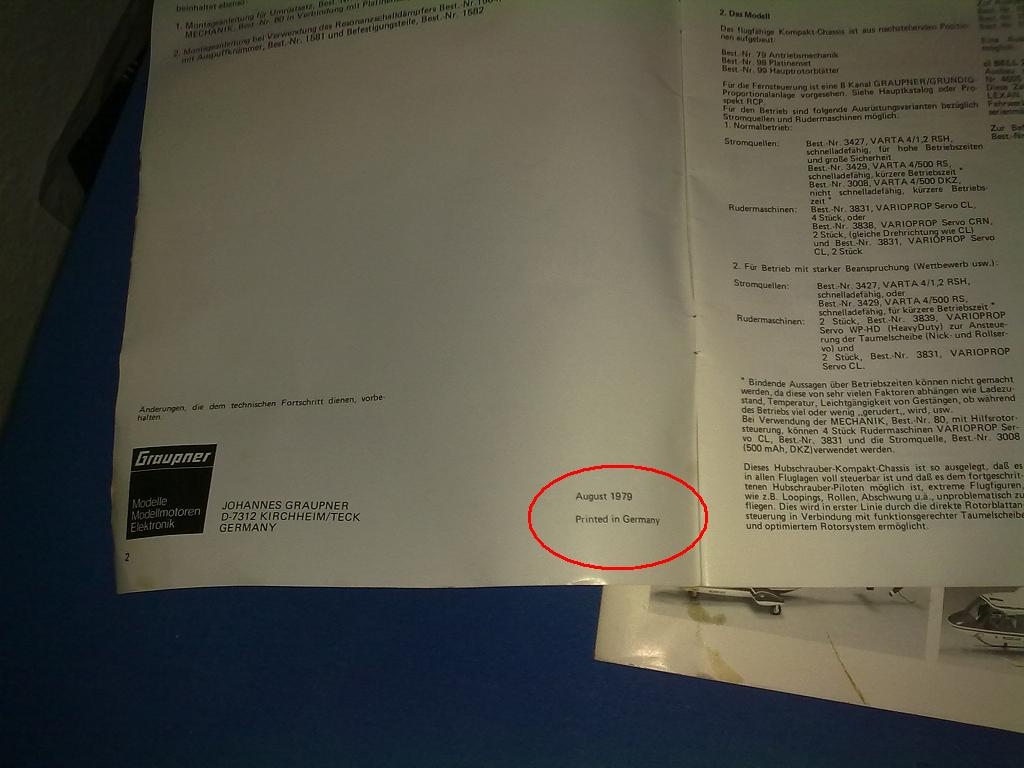 beinhaltet ebenso:
1. Montageanleitung für Umrüstsatz, Best.
MECHANIK, Best.-Nr. 80 in Verbindung mit Platinen
2. Montageanleitung bei Verwendung des Resonanzschalldämpfers Best.-Nr.
mit Auspuffkrümmer, Best.-Nr. 1581 und Befestigungsteile, Best.-Nr. 1582
Änderungen, die dem technischen Fortschritt dienen, vorbe-
halten.
Graupner
Modelle
Modellmotoren
Elektronik
JOHANNES GRAUPNER
D-7312 KIRCHHEIM/TECK
GERMANY
August 1979
Printed in Germany
2
2. Das Modell
Das flugfähige Kompakt-Chassis ist aus nachstehenden Positio-
nen aufgebaut:
Best.-Nr. 79 Antriebsmechanik
Best.-Nr. 98 Platinenset
Best.-Nr. 99 Hauptrotorblätter
Für die Fernsteuerung ist eine 8 Kanal GRAUPNER/GRUNDIG-
Proportionalanlage vorgesehen. Siehe Hauptkatalog oder Pro-
spekt RCP.
Für den Betrieb sind folgende Ausrüstungsvarianten bezüglich
Stromquellen und Rudermaschinen möglich:
1. Normalbetrieb:
Stromquellen: Best.-Nr. 3427, VARTA 4/1,2 RSH,
schnelladefähig, für hohe Betriebszeiten
und große Sicherheit
Best.-Nr. 3429, VARTA 4/500 RS,
schnelladefähig, kürzere Betriebszeit *
Best.-Nr. 3008, VARTA 4/500 DKZ,
nicht schnelladefähig, kürzere Betriebs-
zeit *
Rudermaschinen: Best.-Nr. 3831, VARIOPROP Servo CL,
4 Stück, oder
Best.-Nr. 3838, VARIOPROP Servo CRN,
2 Stück, (gleiche Drehrichtung wie CL)
und Best.-Nr. 3831, VARIOPROP Servo
CL, 2 Stück
2. Für Betrieb mit starker Beanspruchung (Wettbewerb usw.):
Stromquellen: Best.-Nr. 3427, VARTA 4/1,2 RSH,
schnelladefähig, oder
Best.-Nr. 3429, VARTA 4/500 RS,
schnelladefähig, für kürzere Betriebszeit *
Rudermaschinen: 2 Stück, Best.-Nr. 3839, VARIOPROP
Servo WP-HD (HeavyDuty) zur Ansteue-
rung der Taumelscheibe (Nick- und Rollser-
vo) und
2 Stück, Best.-Nr. 3831, VARIOPROP
Servo CL.
* Bindende Aussagen über Betriebszeiten können nicht gemacht
werden, da diese von sehr vielen Faktoren abhängen wie Ladezu-
stand, Temperatur, Leichtgängigkeit von Gestängen, ob während
des Betriebs viel oder wenig „gerudert„ wird, usw.
Bei Verwendung der MECHANIK, Best.-Nr. 80, mit Hilfsrotor-
steuerung, können 4 Stück Rudermaschinen VARIOPROP Ser-
vo CL, Best.-Nr. 3831 und die Stromquelle, Best.-Nr. 3008
(500 mAh, DKZ)verwendet werden.
Dieses Hubschrauber-Kompakt-Chassis ist so ausgelegt, daß es
in allen Fluglagen voll steuerbar ist und daß es dem fortgeschrit-
tenen Hubschrauber-Piloten möglich ist, extreme Flugfiguren,
wie z.B. Loopings, Rollen, Abschwung u.ä., unproblematisch zu
fliegen. Dies wird in erster Linie durch die direkte Rotorblattan-
steuerung in Verbindung mit funktionsgerechter Taumelscheibe
und optimiertem Rotorsystem ermöglicht.